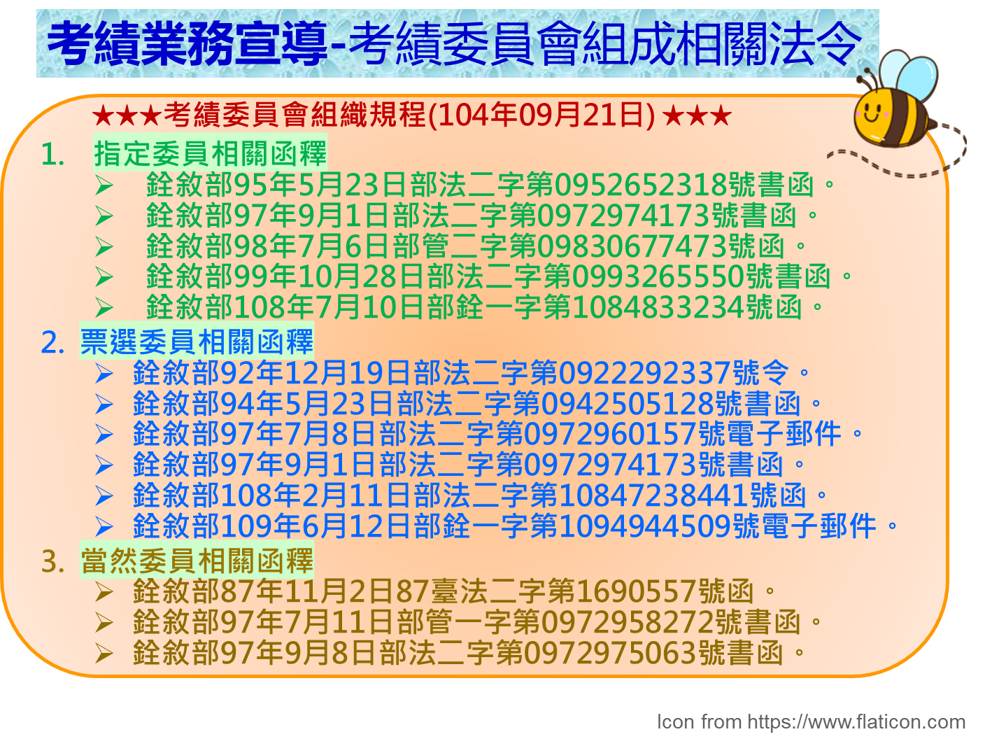 考績業務宣導-考績委員會組成相關法令
★★★考績委員會組織規程(104年09月21日) ★★★
1. 指定委員相關函釋
➢ 銓敘部95年5月23日部法二字第0952652318號書函。
➢ 銓敘部97年9月1日部法二字第0972974173號書函。
➢ 銓敘部98年7月6日部管二字第09830677473號函。
➢ 銓敘部99年10月28日部法二字第0993265550號書函。
➢ 銓敘部108年7月10日部銓一字第1084833234號函。
2. 票選委員相關函釋
➢ 銓敘部92年12月19日部法二字第0922292337號令。
➢ 銓敘部94年5月23日部法二字第0942505128號書函。
➢ 銓敘部97年7月8日部法二字第0972960157號電子郵件。
➢ 銓敘部97年9月1日部法二字第0972974173號書函。
➢ 銓敘部108年2月11日部法二字第10847238441號函。
➢ 銓敘部109年6月12日部銓一字第1094944509號電子郵件。
3. 當然委員相關函釋
➢ 銓敘部87年11月2日87臺法二字第1690557號函。
➢ 銓敘部97年7月11日部管一字第0972958272號書函。
➢ 銓敘部97年9月8日部法二字第0972975063號書函。
Icon from https://www.flaticon.com